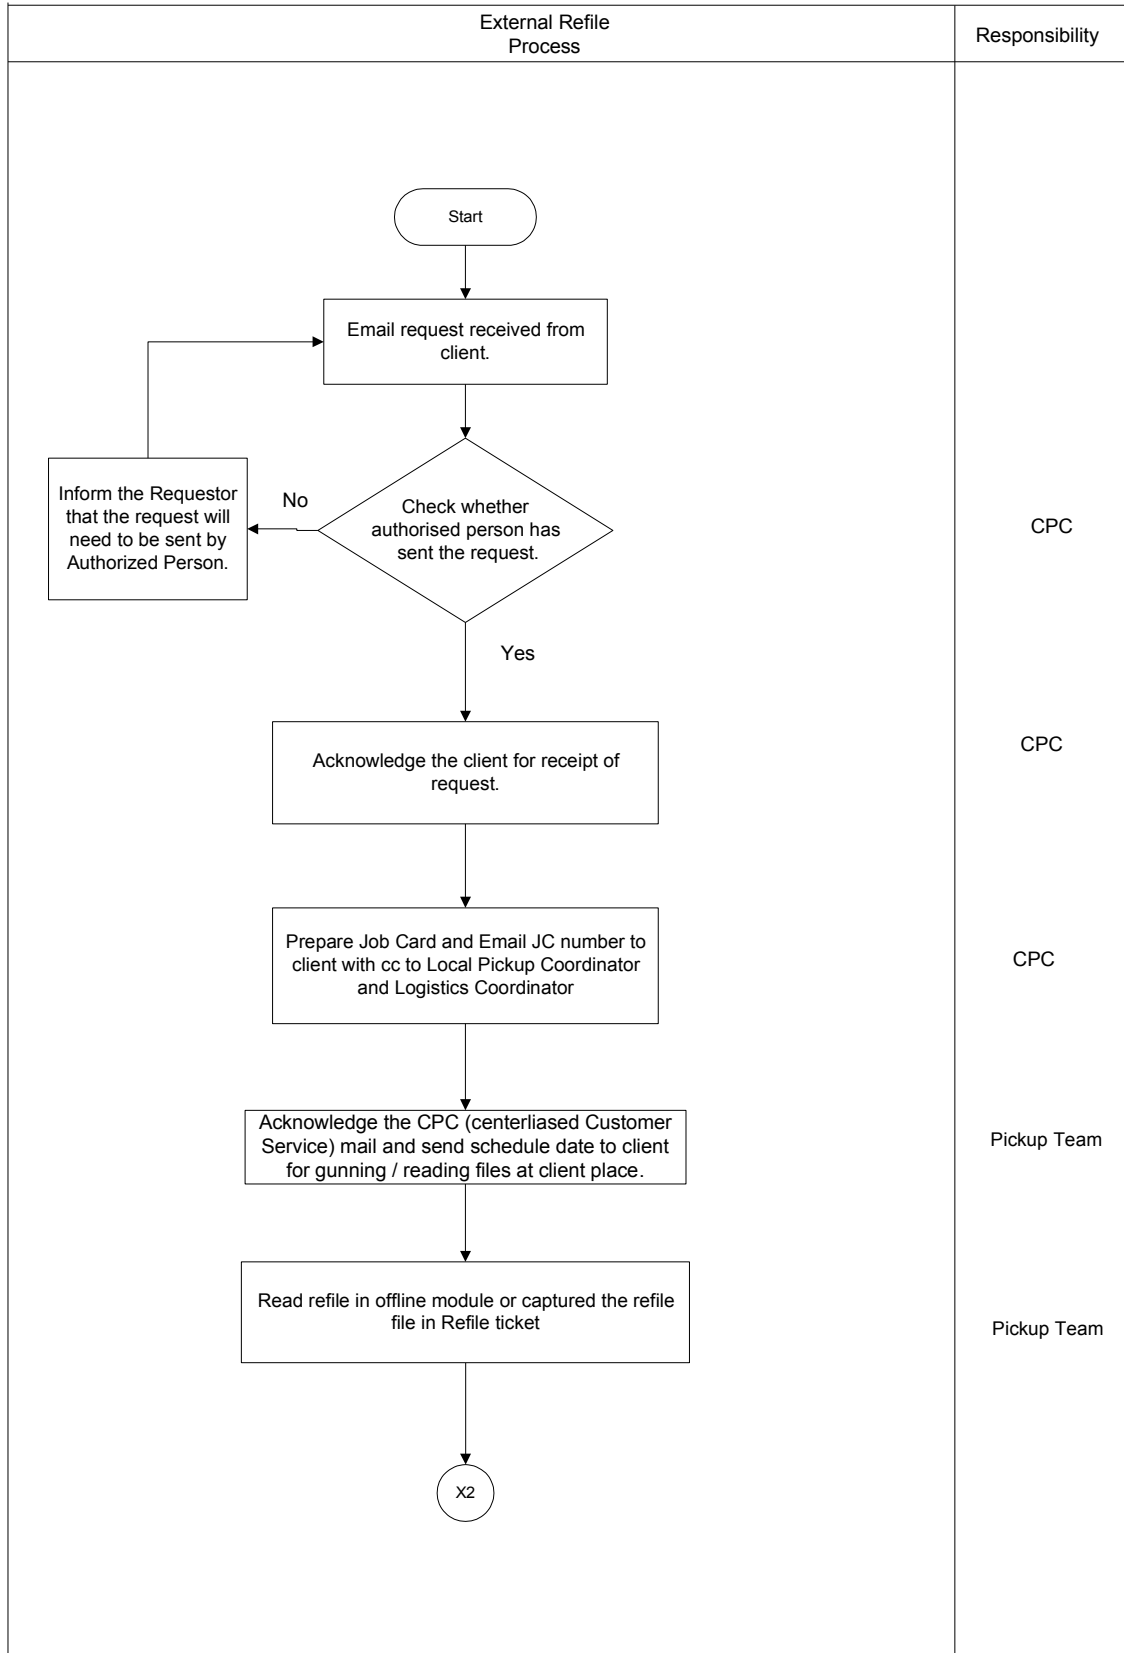 External Refile
Process
Responsibility
Start
Email request received from
client.
Inform the Requestor
that the request will
need to be sent by
Authorized Person.
No
Check whether
authorised person has
sent the request.
CPC
Yes
Acknowledge the client for receipt of
request.
CPC
Prepare Job Card and Email JC number to
client with cc to Local Pickup Coordinator
and Logistics Coordinator
CPC
Acknowledge the CPC (centerliased Customer
Service) mail and send schedule date to client
for gunning / reading files at client place.
Pickup Team
Read refile in offline module or captured the refile
file in Refile ticket
Pickup Team
X2